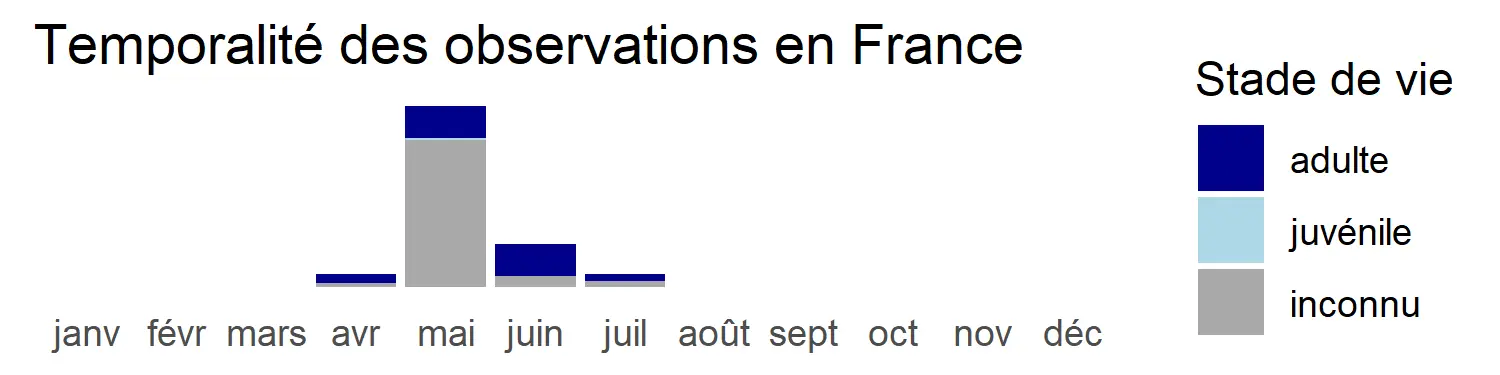 Temporalité des observations en France
Stade de vie
adulte
juvénile
inconnu
janv févr mars avr mai juin juil août sept oct nov déc